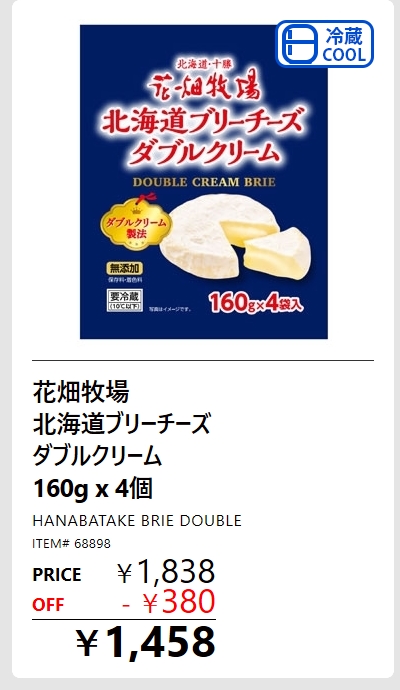 冷蔵
COOL
北海道・十勝
花畑牧場
北海道ブリーチーズ
ダブルクリーム
DOUBLE CREAM BRIE
ダブルクリーム
製法
無添加
保存料・着色料
要冷蔵
(10℃以下)
写真はイメージです。
160g×4袋入
花畑牧場
北海道ブリーチーズ
ダブルクリーム
160g x 4個
HANABATAKE BRIE DOUBLE
ITEM# 68898
PRICE ¥1,838
OFF - ¥380
¥1,458